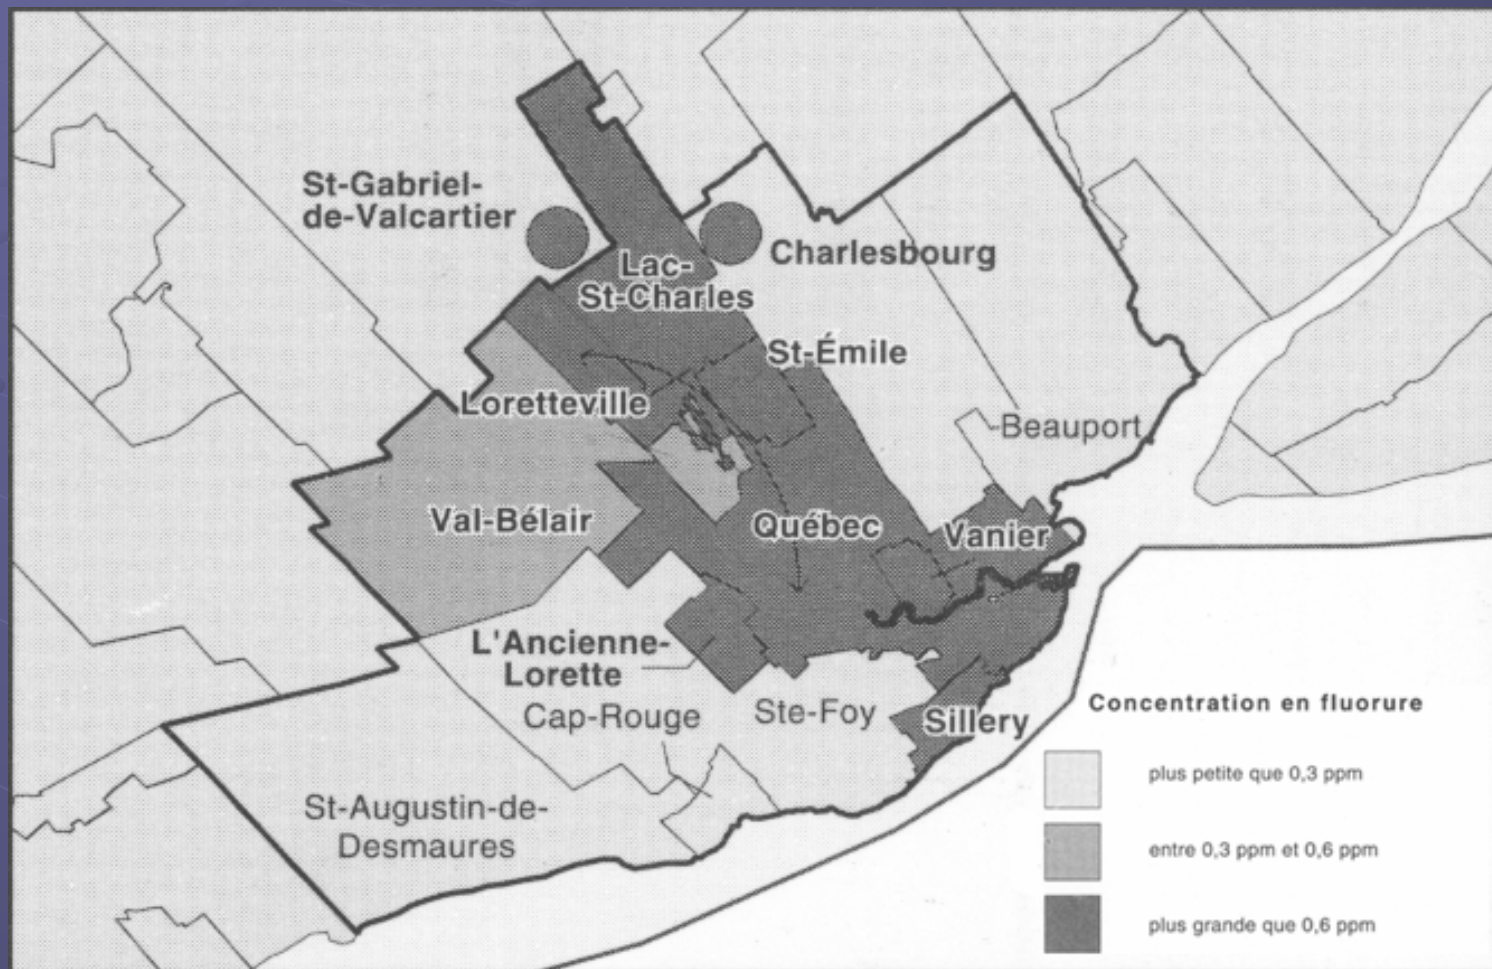 St-Gabriel-
de-Valcartier
Charlesbourg
Lac-
St-Charles
St-Émile
Loretteville
-Beauport
Val-Bélair
Québec
Vanier
L'Ancienne-
Lorette
Cap-Rouge
Ste-Foy
Sillery
St-Augustin-de-
Desmaures
Concentration en fluorure
plus petite que 0,3 ppm
entre 0,3 ppm et 0,6 ppm
plus grande que 0,6 ppm